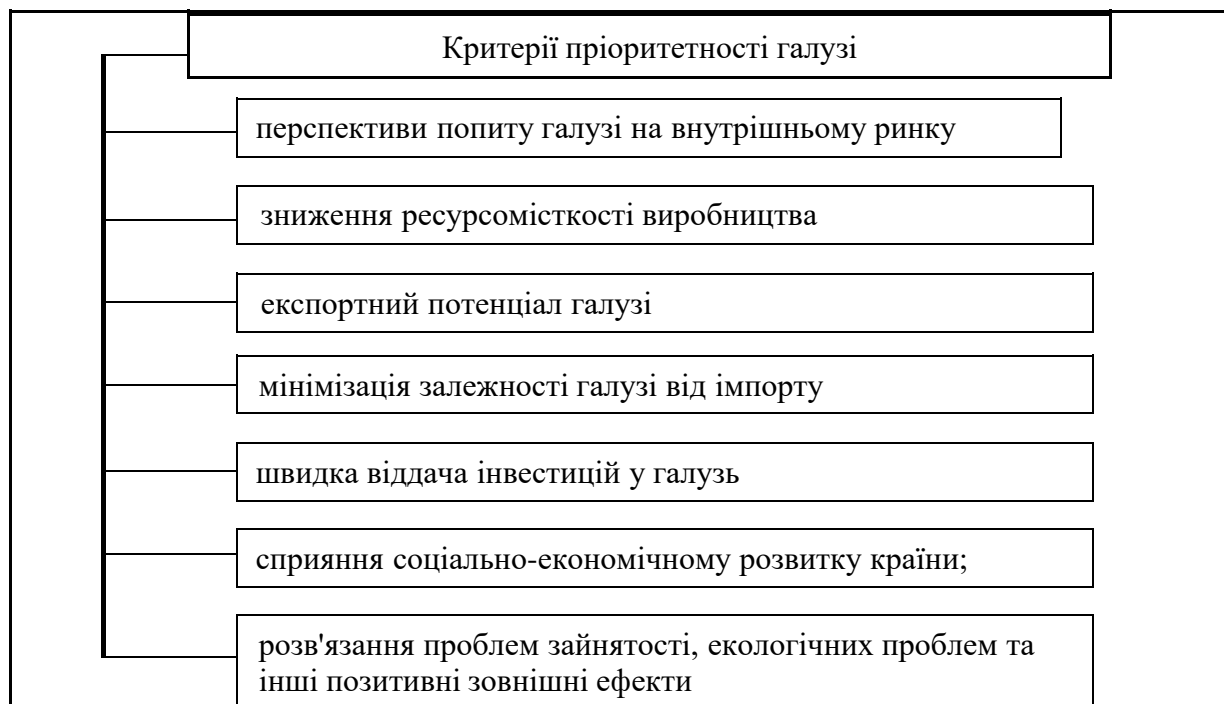 Критерії пріоритетності галузі
перспективи попиту галузі на внутрішньому ринку
зниження ресурсомісткості виробництва
експортний потенціал галузі
мінімізація залежності галузі від імпорту
швидка віддача інвестицій у галузь
сприяння соціально-економічному розвитку країни;
розв'язання проблем зайнятості, екологічних проблем та
інші позитивні зовнішні ефекти